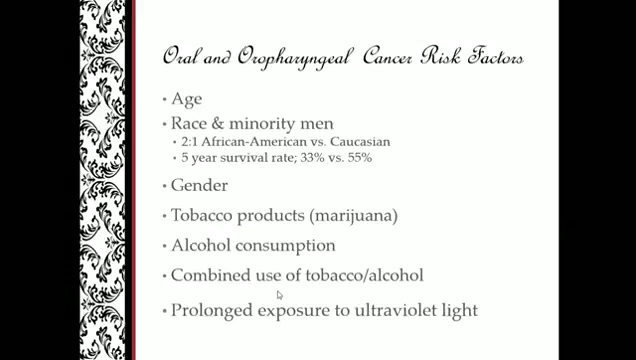 Oral and Oropharyngeal Cancer Risk Factors
• Age
• Race & minority men
• 2:1 African-American vs. Caucasian
• 5 year survival rate; 33% vs. 55%
• Gender
• Tobacco products (marijuana)
• Alcohol consumption
• Combined use of tobacco/alcohol
• Prolonged exposure to ultraviolet light